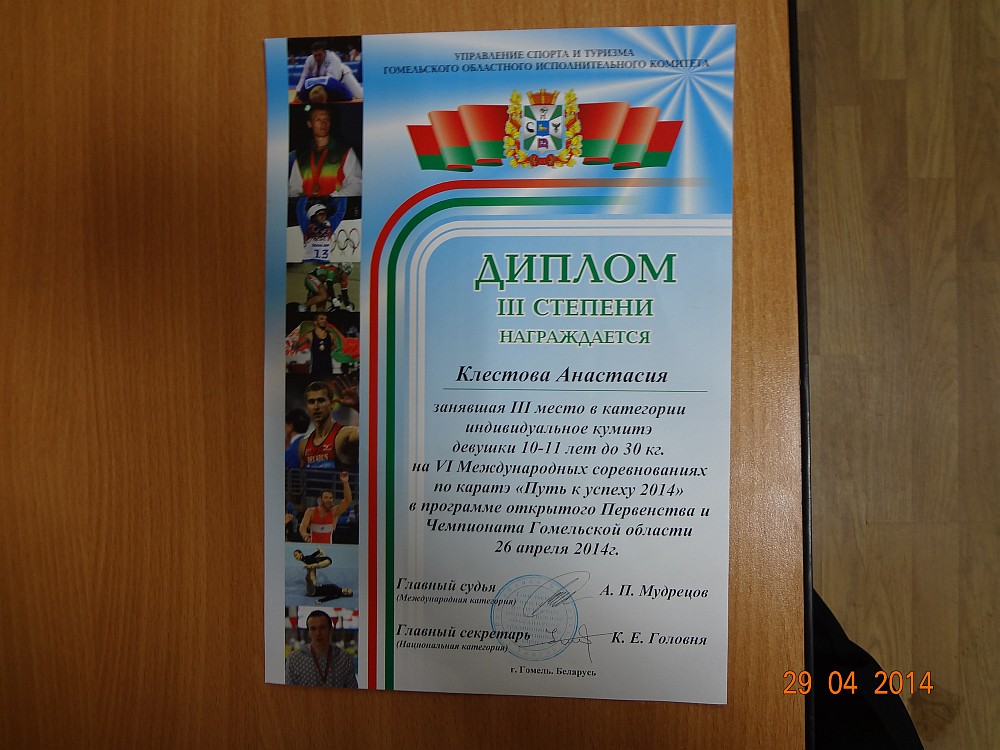 УПРАВЛЕНИЕ СПОРТА И ТУРИЗМА
ГОМЕЛЬСКОГО ОБЛАСТНОГО ИСПОЛНИТЕЛЬНОГО КОМИТЕТА
13
ДИПЛОМ
III СТЕПЕНИ
НАГРАЖДАЕТСЯ
Клестова Анастасия
занявшая III место в категории
индивидуальное кумитэ
девушки 10-11 лет до 30 кг.
на VI Международных соревнованиях
по каратэ «Путь к успеху 2014»
в программе открытого Первенства и
Чемпионата Гомельской области
26 апреля 2014г.
Главный судья А. П. Мудрецов
(Международная категория)
Главный секретарь К. Е. Головня
(Национальная категория)
г. Гомель. Беларусь
29 04 2014